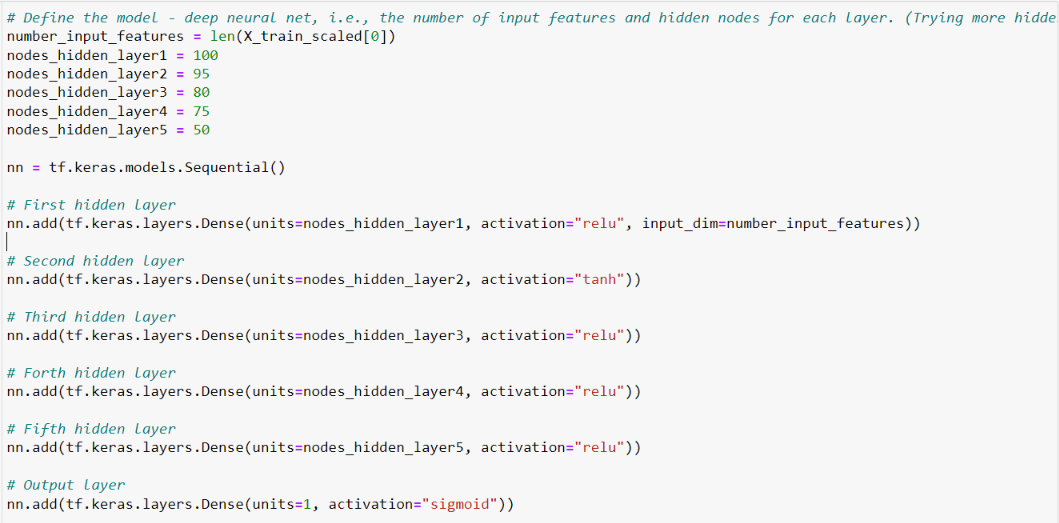 # Define the model - deep neural net, i.e., the number of input features and hidden nodes for each layer. (Trying more hidde
number_input_features = len(X_train_scaled[0])
nodes_hidden_layer1 = 100
nodes_hidden_layer2 = 95
nodes_hidden_layer3 = 80
nodes_hidden_layer4 = 75
nodes_hidden_layer5 = 50
nn = tf.keras.models.Sequential()
# First hidden layer
nn.add(tf.keras.layers.Dense(units=nodes_hidden_layer1, activation="relu", input_dim=number_input_features))
# Second hidden layer
nn.add(tf.keras.layers.Dense(units=nodes_hidden_layer2, activation="tanh"))
# Third hidden layer
nn.add(tf.keras.layers.Dense(units=nodes_hidden_layer3, activation="relu"))
# Forth hidden layer
nn.add(tf.keras.layers.Dense(units=nodes_hidden_layer4, activation="relu"))
# Fifth hidden layer
nn.add(tf.keras.layers.Dense(units=nodes_hidden_layer5, activation="relu"))
# Output layer
nn.add(tf.keras.layers.Dense(units=1, activation="sigmoid"))